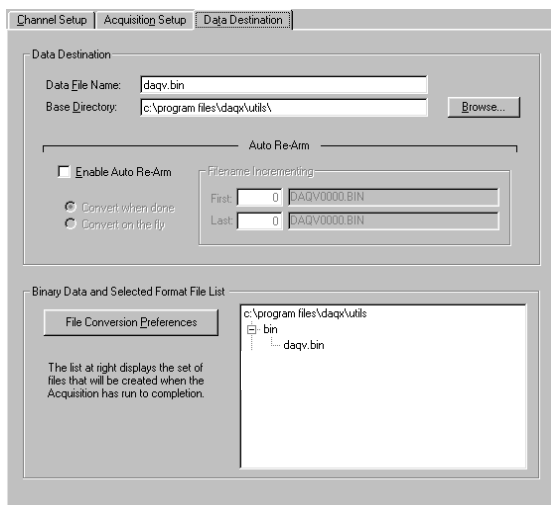 Channel Setup Acquisition Setup Data Destination
Data Destination
Data File Name: daqv.bin
Base Directory: c:\program files\daqx\utils\ Browse...
Auto Re-Arm
Enable Auto Re-Arm Filename Incrementing
Convert when done First: 0 DAQV0000.BIN
Convert on the fly Last: 0 DAQV0000.BIN
Binary Data and Selected Format File List
File Conversion Preferences
c:\program files\daqx\utils
bin
daqv.bin
The list at right displays the set of
files that will be created when the
Acquisition has run to completion.